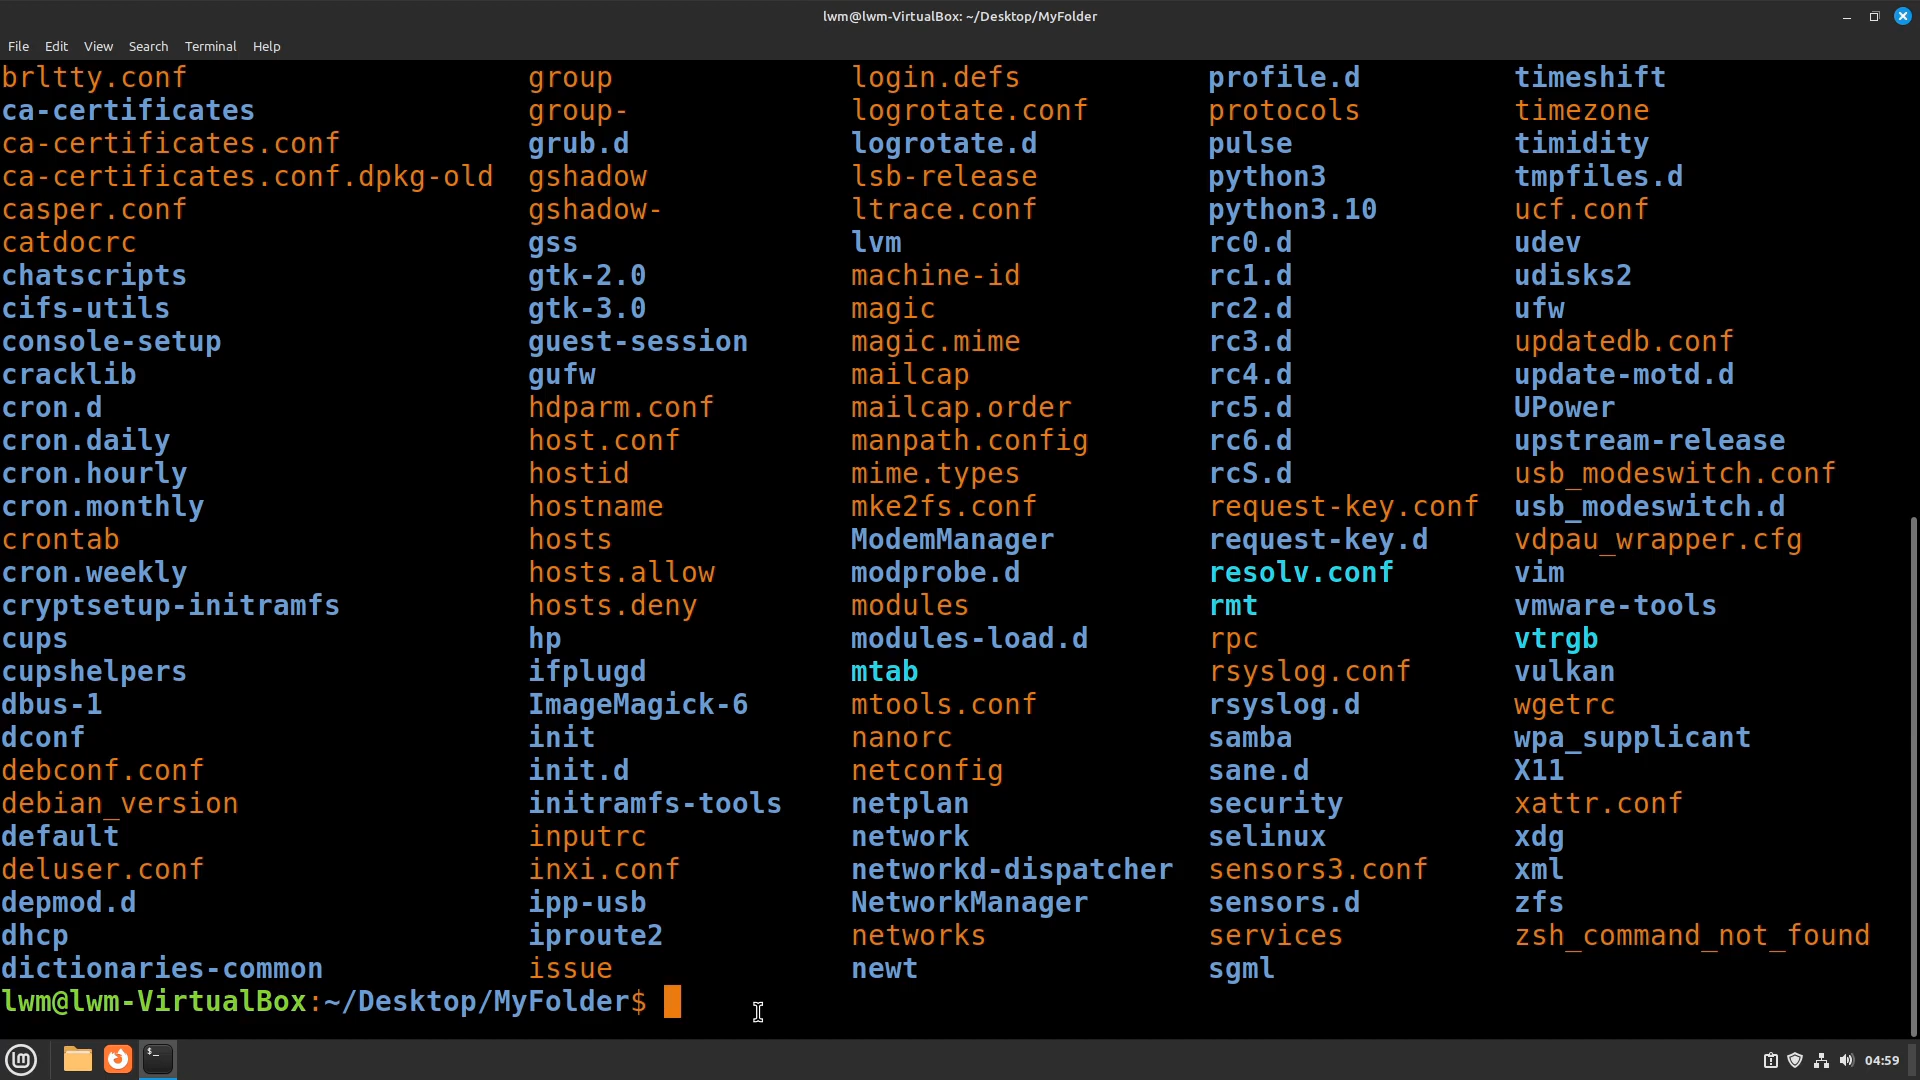 lwm@lwm-VirtualBox: ~/Desktop/MyFolder
File Edit View Search Terminal Help
brltty.conf group login.defs profile.d timeshift
ca-certificates group- logrotate.conf protocols timezone
ca-certificates.conf grub.d logrotate.d pulse timidity
ca-certificates.conf.dpkg-old gshadow lsb-release python3 tmpfiles.d
casper.conf gshadow- ltrace.conf python3.10 ucf.conf
catdocrc gss lvm rc0.d udev
chatscripts gtk-2.0 machine-id rc1.d udisks2
cifs-utils gtk-3.0 magic rc2.d ufw
console-setup guest-session magic.mime rc3.d updatedb.conf
cracklib gufw mailcap rc4.d update-motd.d
cron.d hdparm.conf mailcap.order rc5.d UPower
cron.daily host.conf manpath.config rc6.d upstream-release
cron.hourly hostid mime.types rcS.d usb_modeswitch.conf
cron.monthly hostname mke2fs.conf request-key.conf usb_modeswitch.d
crontab hosts ModemManager request-key.d vdpau_wrapper.cfg
cron.weekly hosts.allow modprobe.d resolv.conf vim
cryptsetup-initramfs hosts.deny modules rmt vmware-tools
cups hp modules-load.d rpc vtrgb
cupshelpers ifplugd mtab rsyslog.conf vulkan
dbus-1 ImageMagick-6 mtools.conf rsyslog.d wgetrc
dconf init nanorc samba wpa_supplicant
debconf.conf init.d netconfig sane.d X11
debian_version initramfs-tools netplan security xattr.conf
default inputrc network selinux xdg
deluser.conf inxi.conf networkd-dispatcher sensors3.conf xml
depmod.d ipp-usb NetworkManager sensors.d zfs
dhcp iproute2 networks services zsh_command_not_found
dictionaries-common issue newt sgml
lwm@lwm-VirtualBox:~/Desktop/MyFolder$
04:59